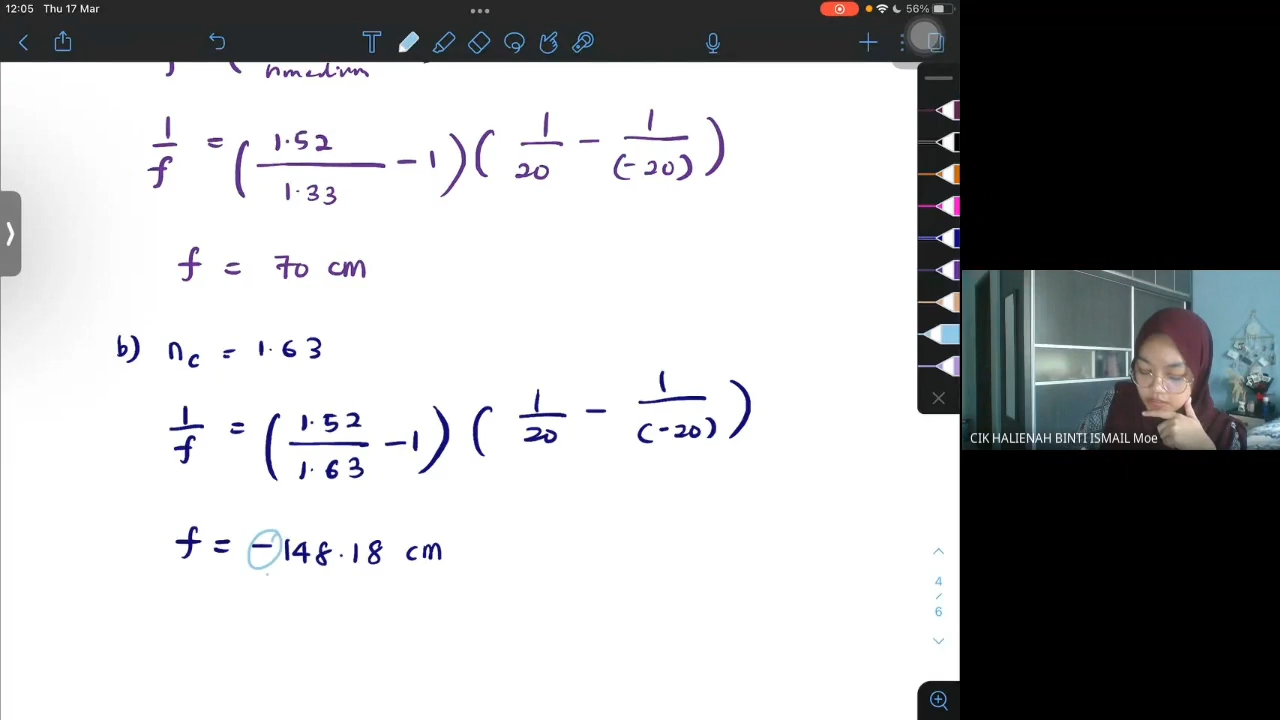 12:05 Thu 17 Mar
56%
T
n medium
1/f = (1.52/1.33 - 1)(1/20 - 1/(-20))
f = 70 cm
b) nc = 1.63
1/f = (1.52/1.63 - 1)(1/20 - 1/(-20))
f = -148.18 cm
4
/
6
CIK HALIENAH BINTI ISMAIL Moe